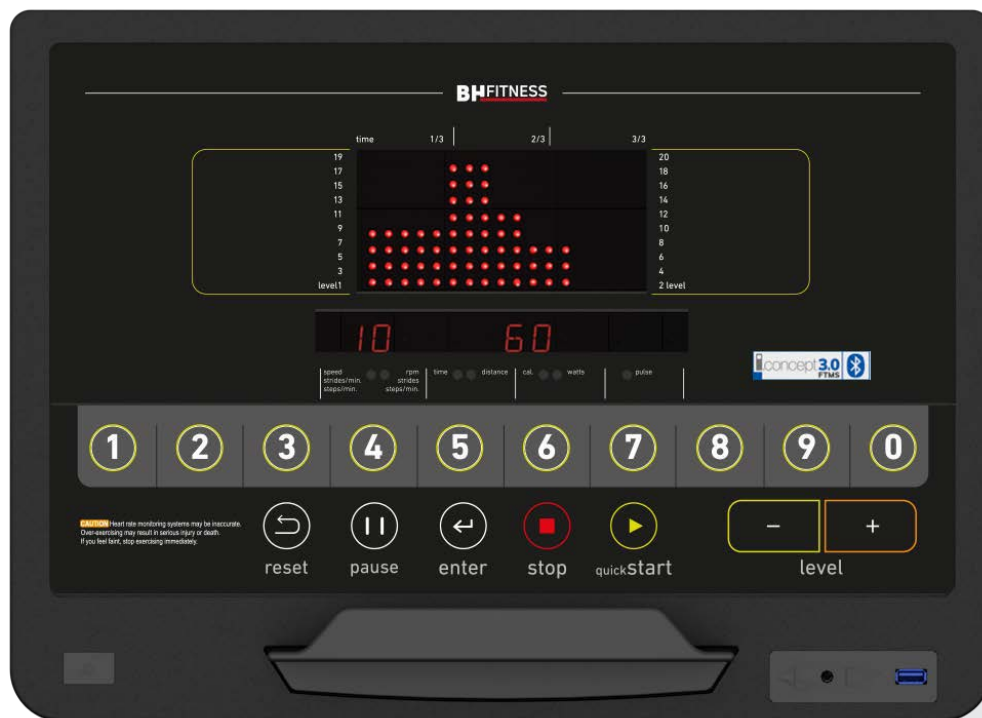 BH FITNESS
time 1/3 2/3 3/3
19 20
17 18
15 16
13 14
11 12
9 10
7 8
5 6
3 4
level1 2 level
10 60
speed rpm time distance cal. watts pulse
strides/min. strides
steps/min. steps/min.
i.concept 3.0
FTMS
1 2 3 4 5 6 7 8 9 0
CAUTION Heart rate monitoring systems may be inaccurate.
Over-exercising may result in serious injury or death.
If you feel faint, stop exercising immediately.
− +
reset pause enter stop quickstart level